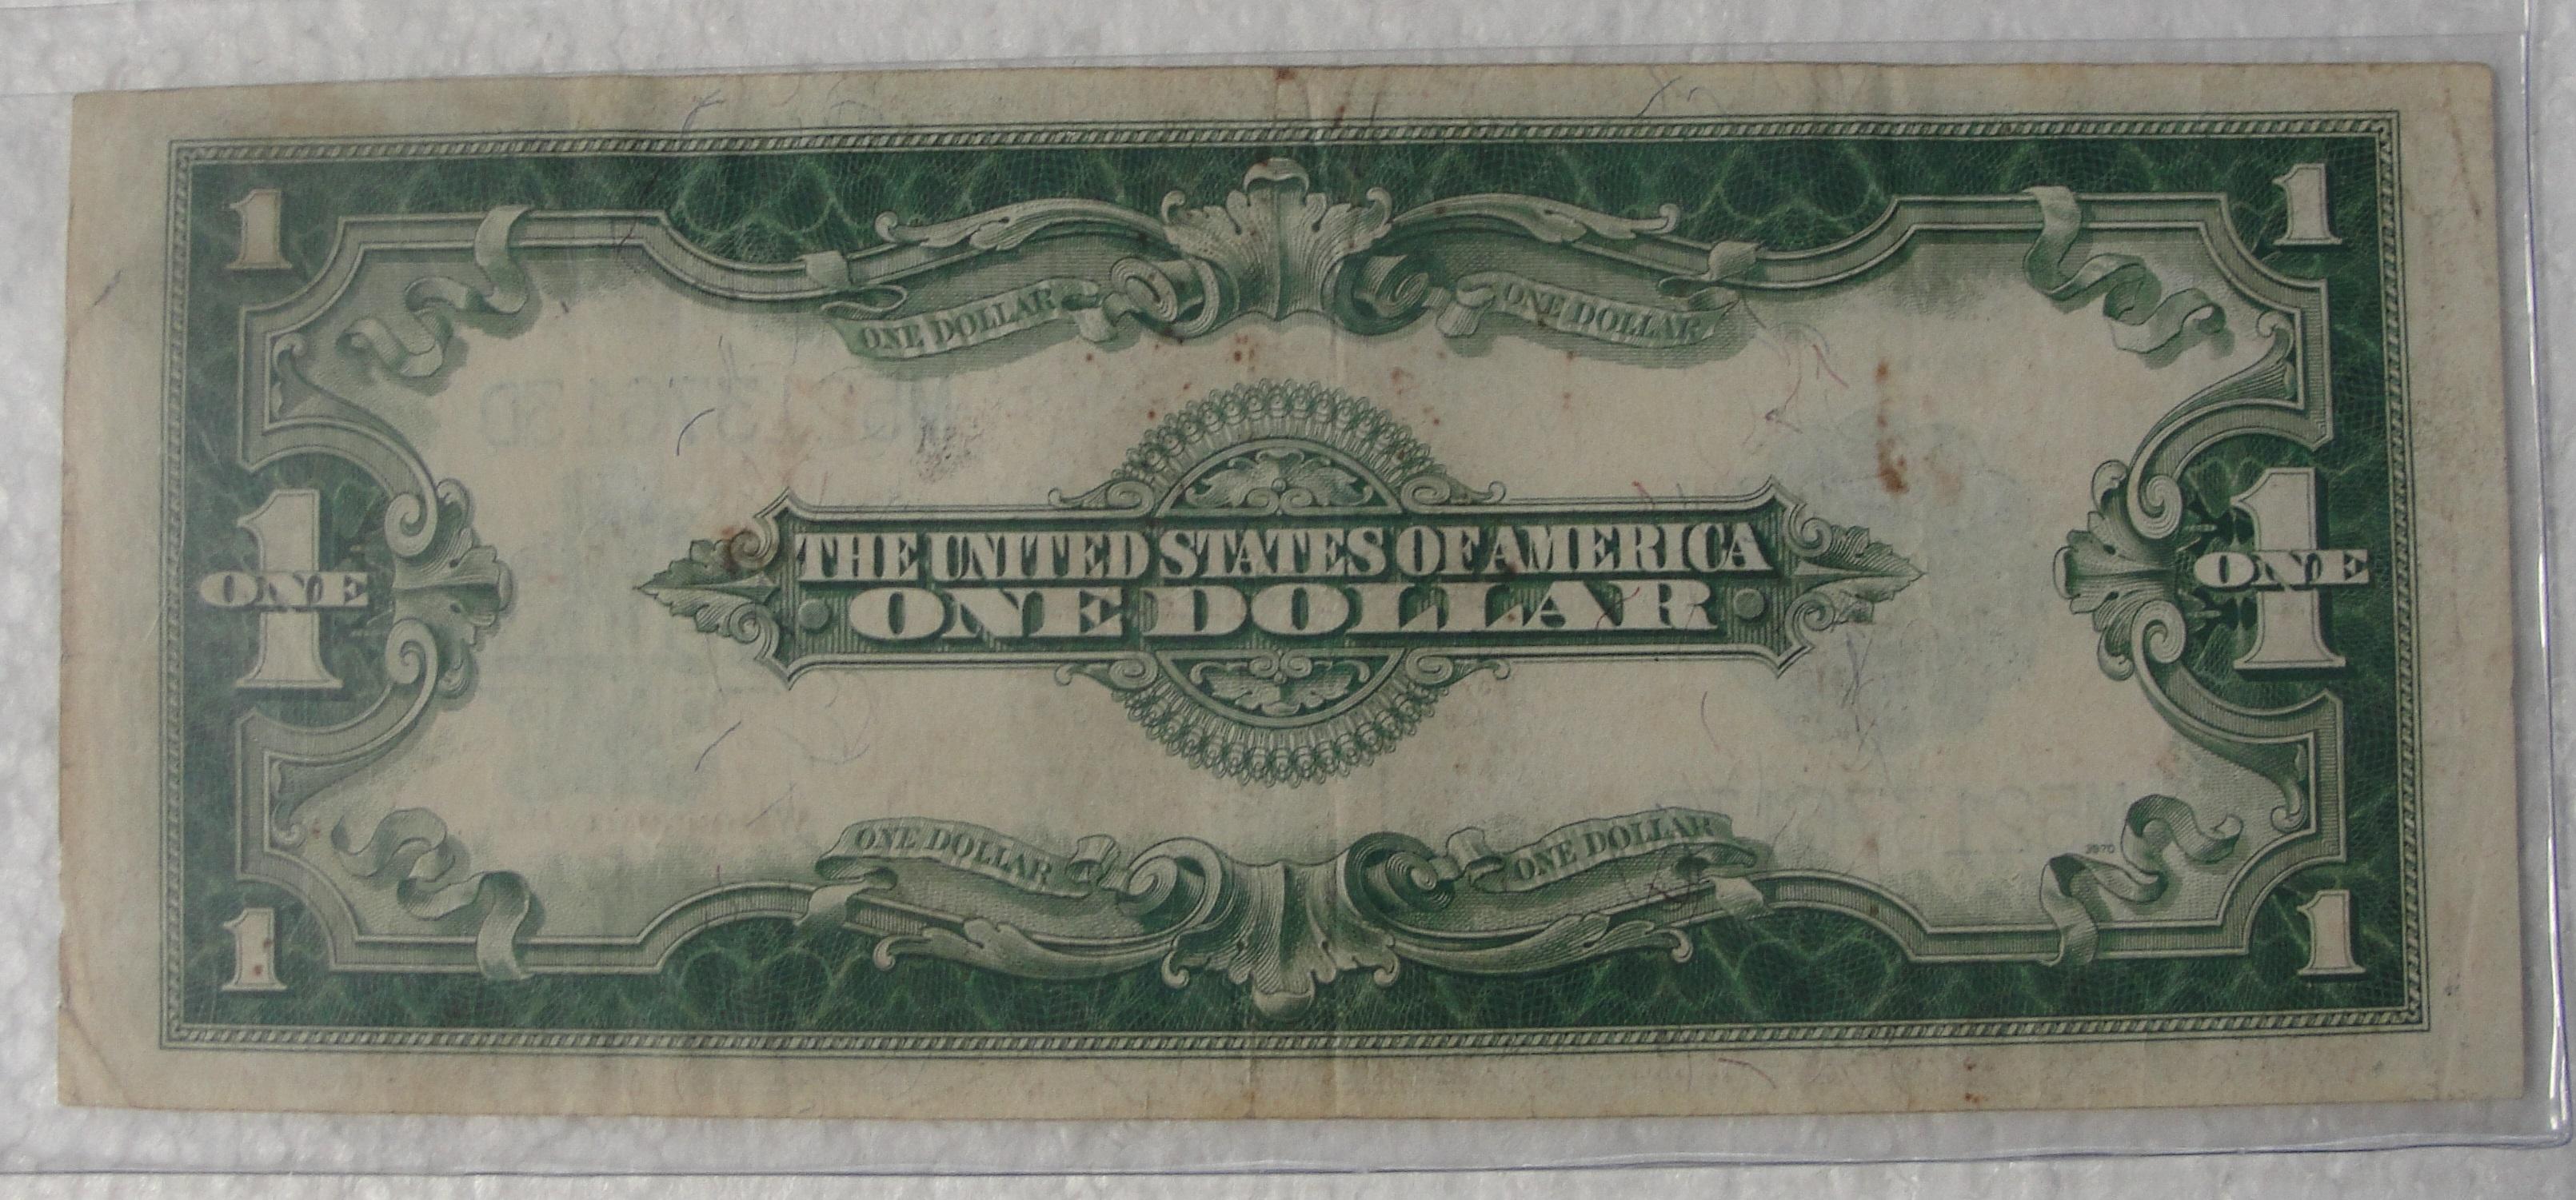 1 1
ONE DOLLAR ONE DOLLAR
THE UNITED STATES OF AMERICA
1 ONE ONE DOLLAR 1 ONE
ONE DOLLAR ONE DOLLAR
3970
1 1